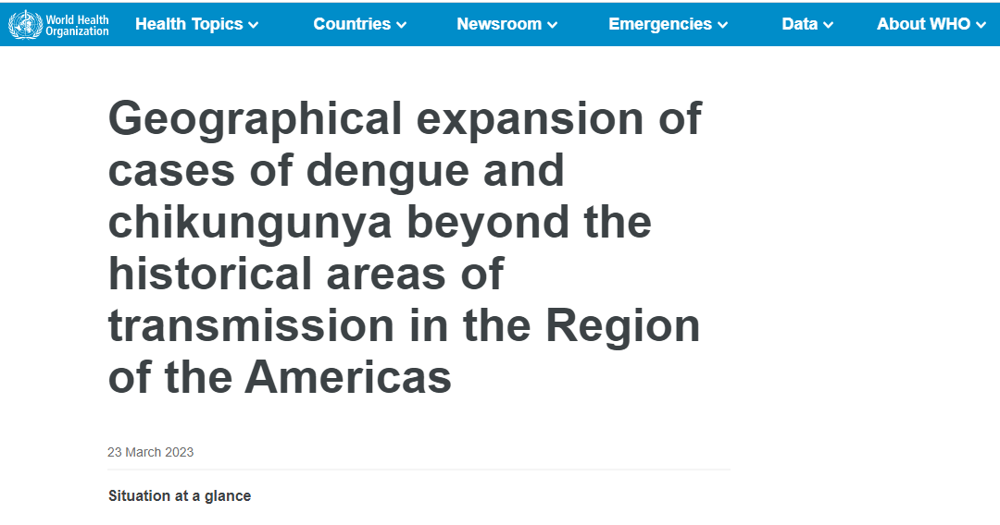 World Health
Organization
Health Topics
Countries
Newsroom
Emergencies
Data
About WHO
Geographical expansion of
cases of dengue and
chikungunya beyond the
historical areas of
transmission in the Region
of the Americas
23 March 2023
Situation at a glance